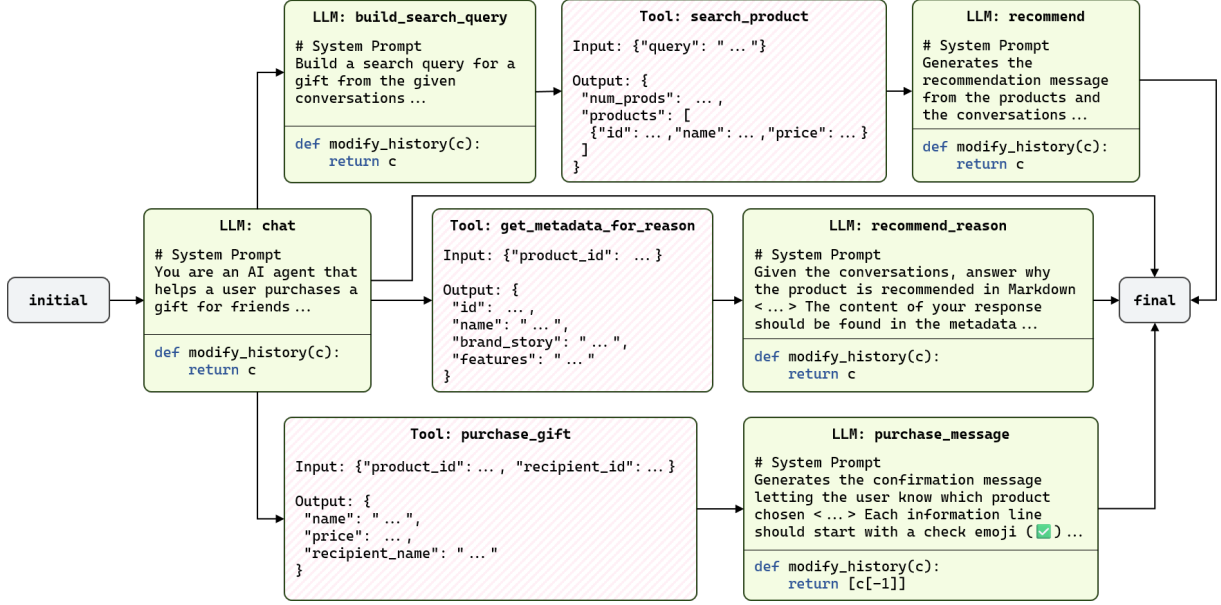 LLM: build_search_query
# System Prompt
Build a search query for a
gift from the given
conversations ...
def modify_history(c):
    return c
Tool: search_product
Input: {"query": "..."}
Output: {
 "num_prods": ...,
 "products": [
  {"id": ...,"name": ...,"price": ...}
 ]
}
LLM: recommend
# System Prompt
Generates the
recommendation message
from the products and
the conversations ...
def modify_history(c):
    return c
initial
LLM: chat
# System Prompt
You are an AI agent that
helps a user purchases a
gift for friends ...
def modify_history(c):
    return c
Tool: get_metadata_for_reason
Input: {"product_id": ...}
Output: {
 "id": ...,
 "name": "...",
 "brand_story": "...",
 "features": "..."
}
LLM: recommend_reason
# System Prompt
Given the conversations, answer why
the product is recommended in Markdown
<...> The content of your response
should be found in the metadata ...
def modify_history(c):
    return c
final
Tool: purchase_gift
Input: {"product_id": ..., "recipient_id": ...}
Output: {
 "name": "...",
 "price": ...,
 "recipient_name": "..."
}
LLM: purchase_message
# System Prompt
Generates the confirmation message
letting the user know which product
chosen <...> Each information line
should start with a check emoji (✅) ...
def modify_history(c):
    return [c[-1]]